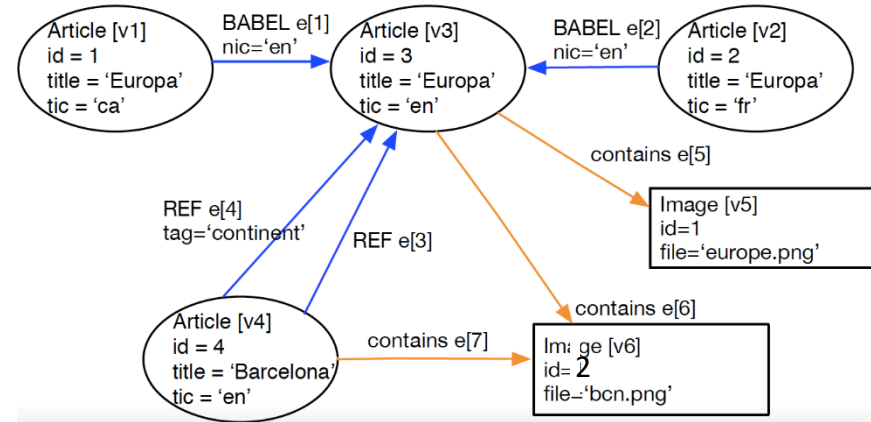 Article [v1]
id = 1
title = ‘Europa’
tic = ‘ca’
BABEL e[1]
nic=‘en’
Article [v3]
id = 3
title = ‘Europa’
tic = ‘en’
BABEL e[2]
nic=‘en’
Article [v2]
id = 2
title = ‘Europa’
tic = ‘fr’
contains e[5]
Image [v5]
id=1
file=‘europe.png’
REF e[4]
tag=‘continent’
REF e[3]
contains e[6]
Article [v4]
id = 4
title = ‘Barcelona’
tic = ‘en’
contains e[7]
Image [v6]
id= 2
file=‘bcn.png’